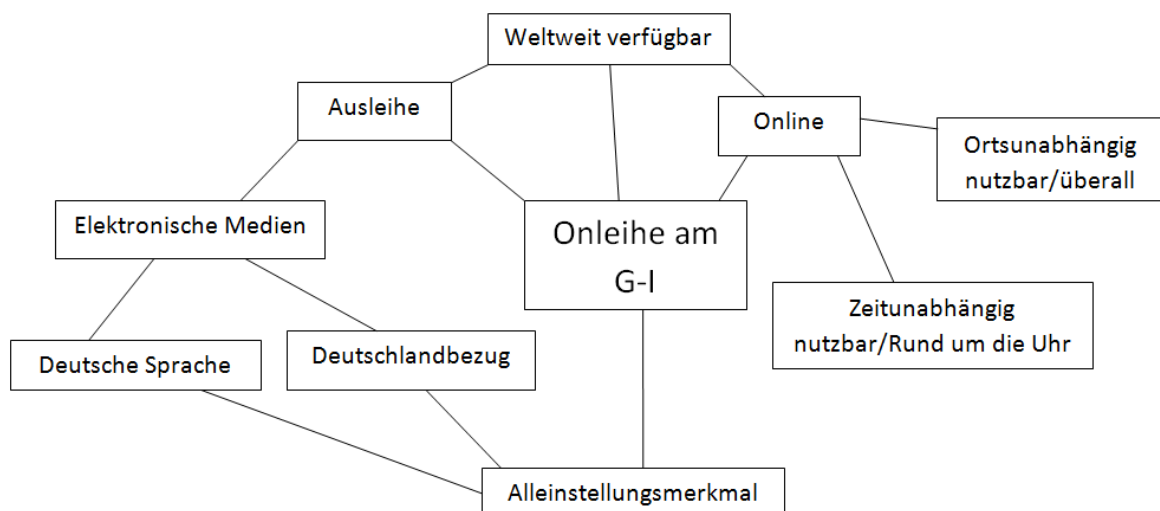 Weltweit verfügbar
Ausleihe
Online
Ortsunabhängig
nutzbar/überall
Elektronische Medien
Onleihe am
G-I
Zeitunabhängig
nutzbar/Rund um die Uhr
Deutsche Sprache
Deutschlandbezug
Alleinstellungsmerkmal